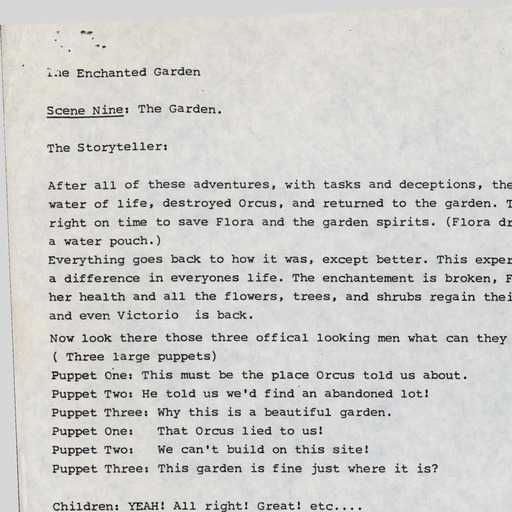 The Enchanted Garden
Scene Nine: The Garden.
The Storyteller:
After all of these adventures, with tasks and deceptions, the
water of life, destroyed Orcus, and returned to the garden.
right on time to save Flora and the garden spirits. (Flora
a water pouch.)
Everything goes back to how it was, except better. This
a difference in everyones life. The enchantement is broken,
her health and all the flowers, trees, and shrubs regain
and even Victorio is back.
Now look there those three offical looking men what can they
( Three large puppets)
Puppet One: This must be the place Orcus told us about.
Puppet Two: He told us we'd find an abandoned lot!
Puppet Three: Why this is a beautiful garden.
Puppet One: That Orcus lied to us!
Puppet Two: We can't build on this site!
Puppet Three: This garden is fine just where it is?
Children: YEAH! All right! Great! etc....